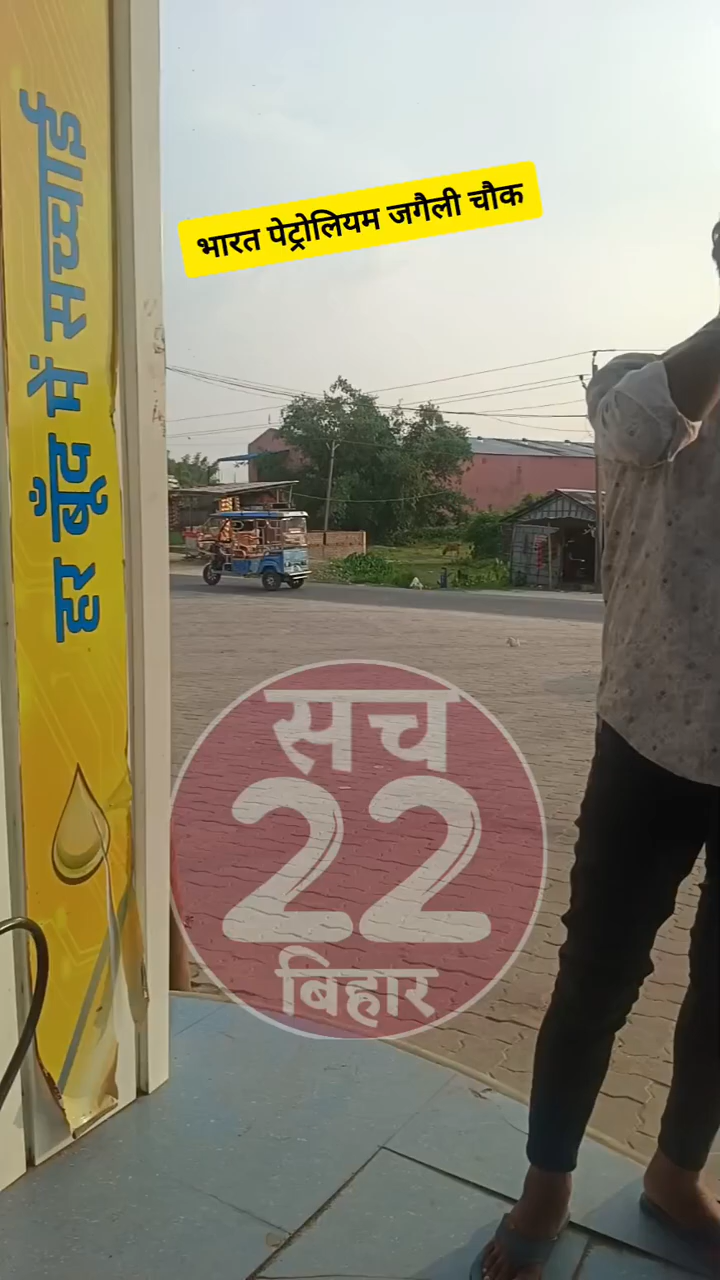 हर बूँद में सच्चाई
भारत पेट्रोलियम जगैली चौक
सच
22
बिहार